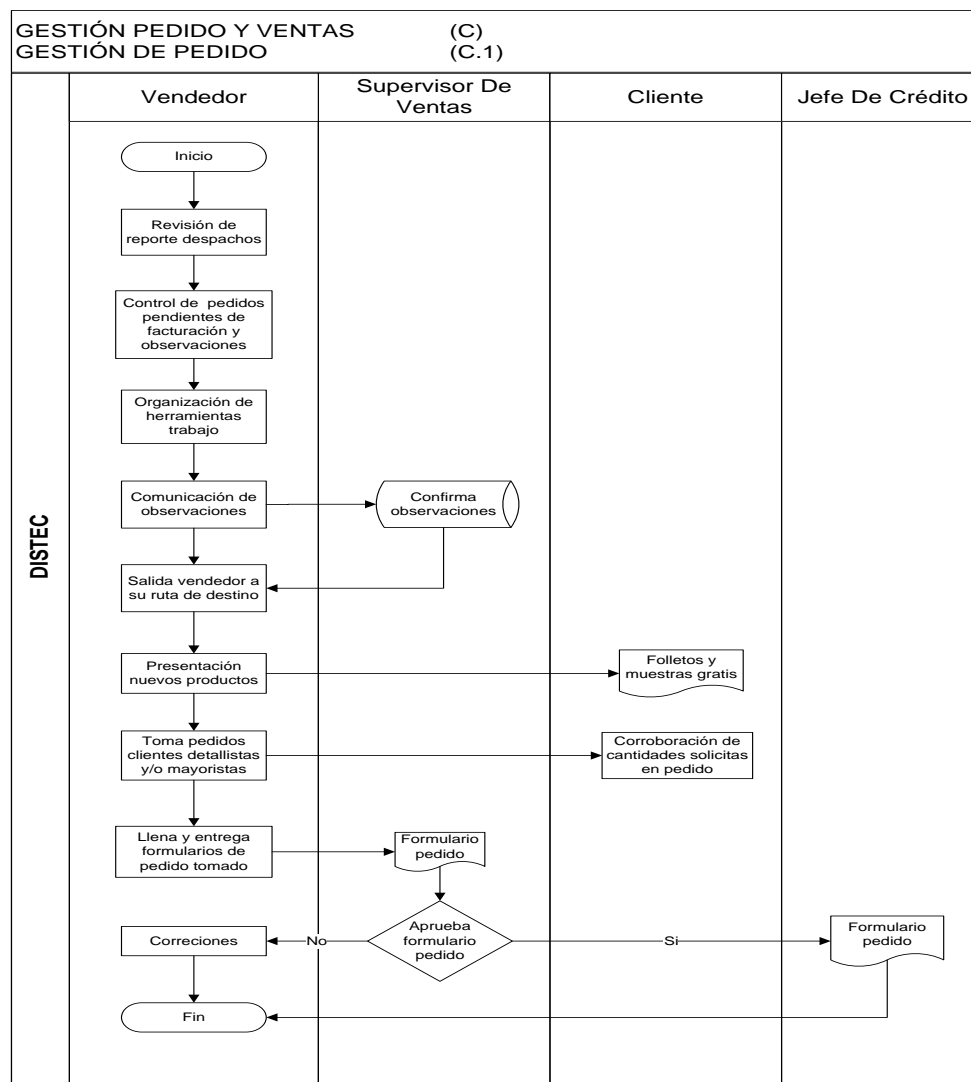 GESTIÓN PEDIDO Y VENTAS (C)
GESTIÓN DE PEDIDO (C.1)
DISTEC
Vendedor
Supervisor De
Ventas
Cliente
Jefe De Crédito
Inicio
Revisión de
reporte despachos
Control de pedidos
pendientes de
facturación y
observaciones
Organización de
herramientas
trabajo
Comunicación de
observaciones
Confirma
observaciones
Salida vendedor a
su ruta de destino
Presentación
nuevos productos
Folletos y
muestras gratis
Toma pedidos
clientes detallistas
y/o mayoristas
Corroboración de
cantidades solicitas
en pedido
Llena y entrega
formularios de
pedido tomado
Formulario
pedido
Aprueba
formulario
pedido
No
Si
Correciones
Formulario
pedido
Fin